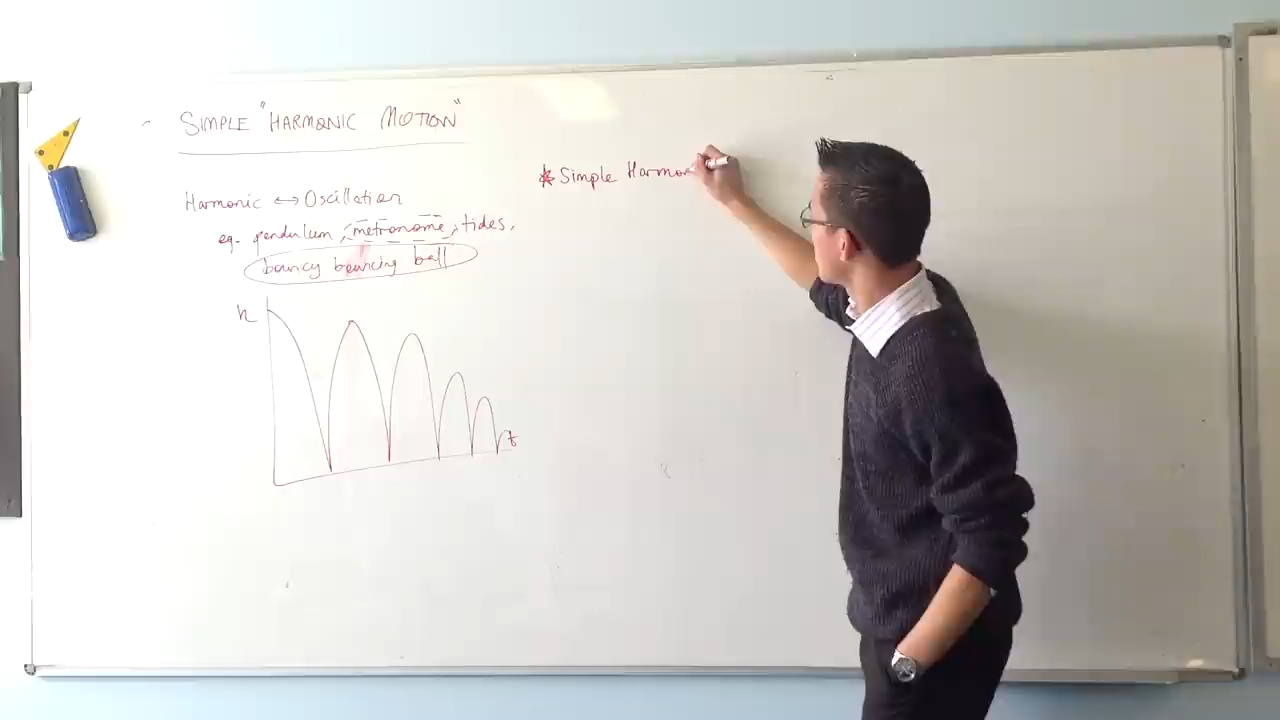 SIMPLE "HARMONIC MOTION"
Harmonic ↔ Oscillation
eg. pendulum, metronome, tides,
bouncy bouncing ball
h
t
* Simple Harmon